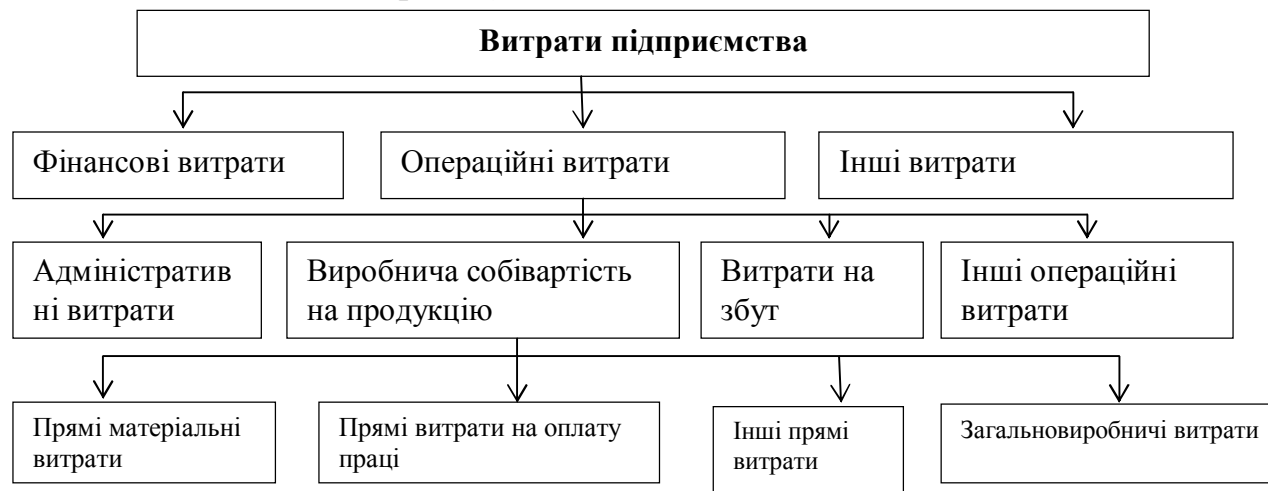 Витрати підприємства
Фінансові витрати
Операційні витрати
Інші витрати
Адміністратив
ні витрати
Виробнича собівартість
на продукцію
Витрати на
збут
Інші операційні
витрати
Прямі матеріальні
витрати
Прямі витрати на оплату
праці
Інші прямі
витрати
Загальновиробничі витрати